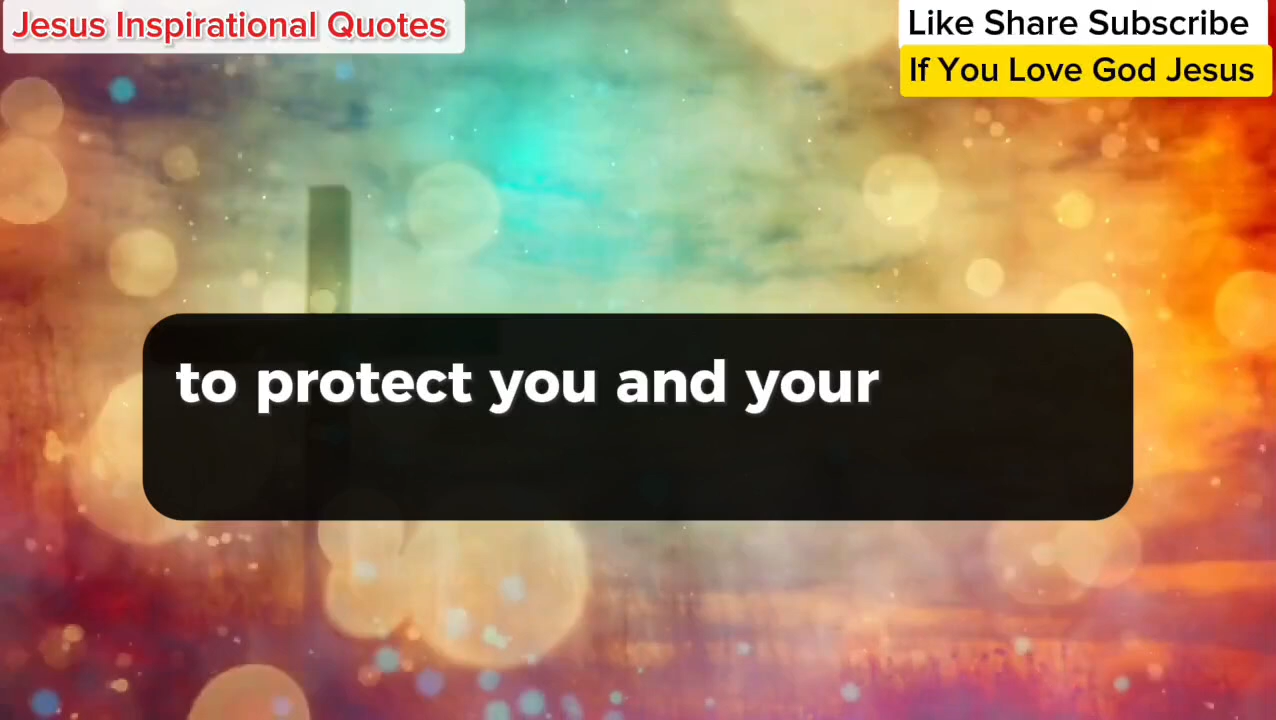 Jesus Inspirational Quotes
Like Share Subscribe
If You Love God Jesus
to protect you and your